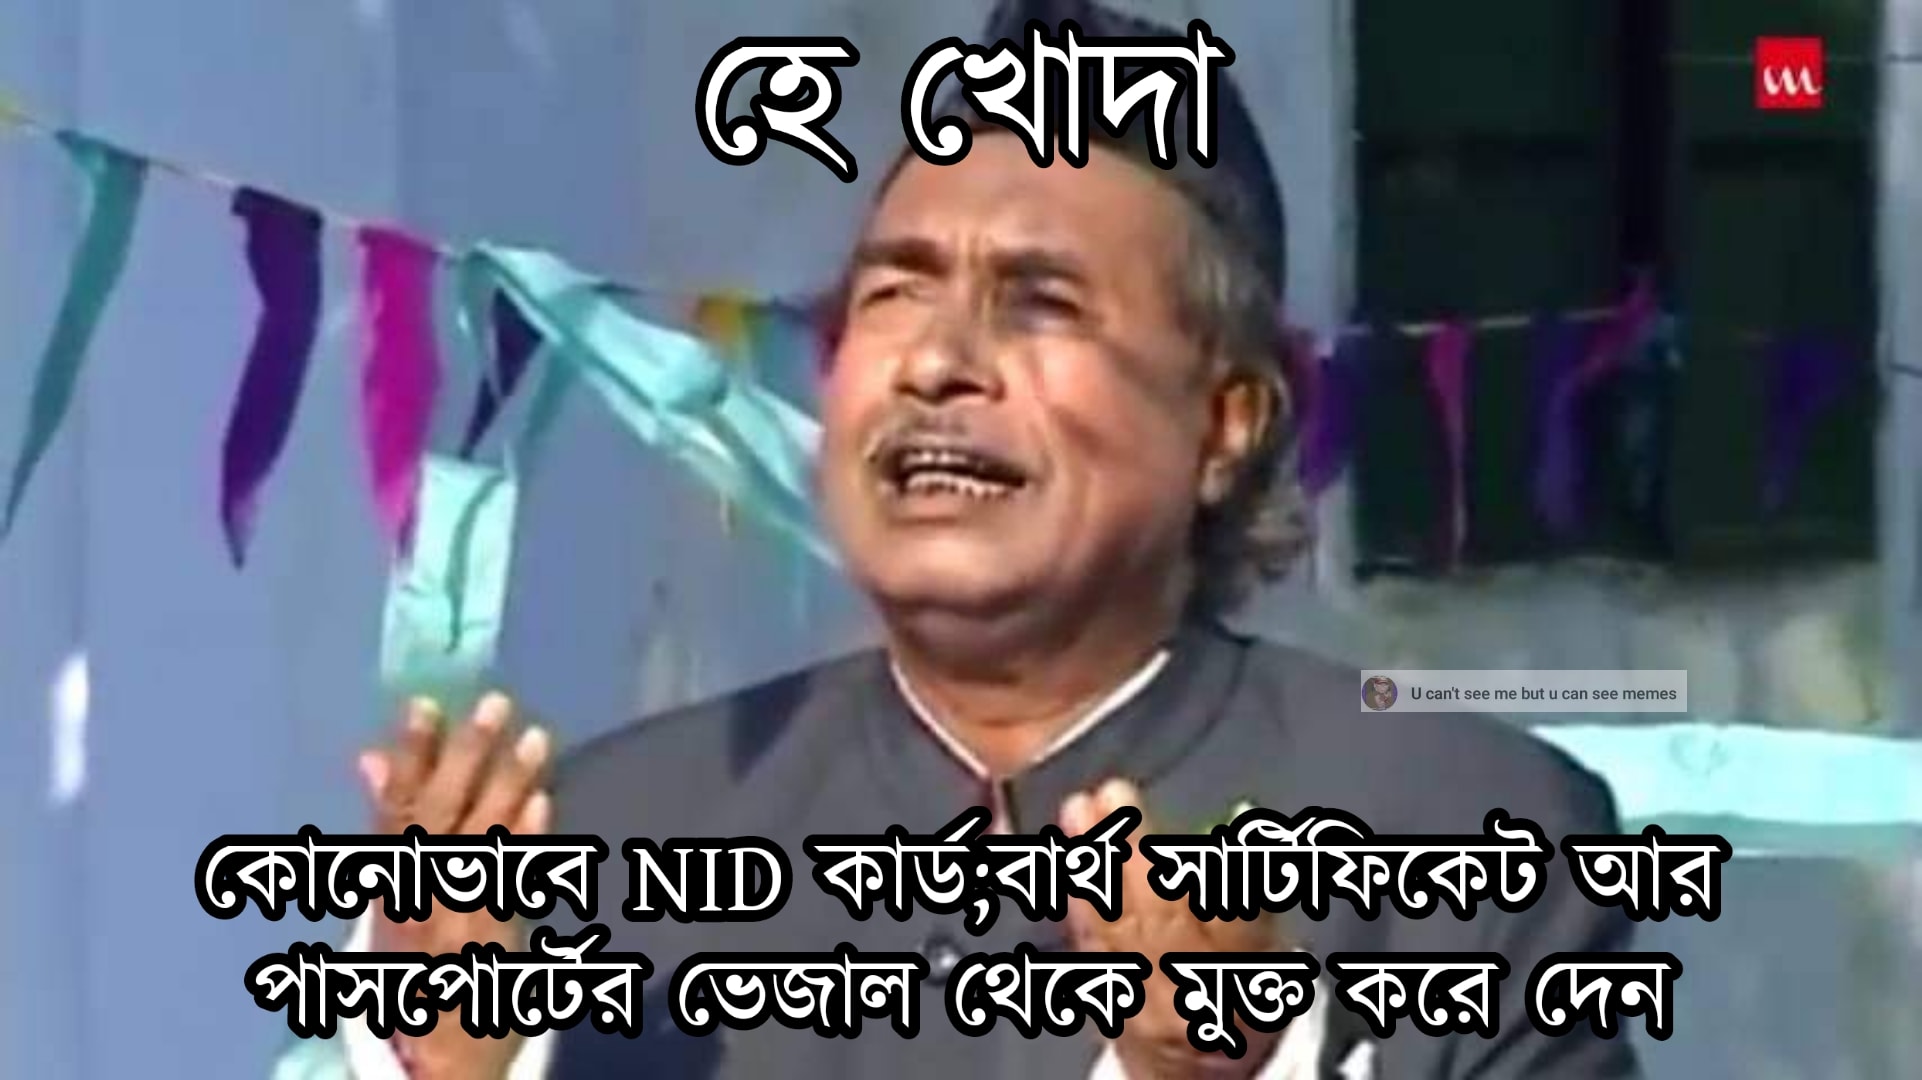 হে খোদা
U can't see me but u can see memes
কোনোভাবে NID কার্ড;বার্থ সার্টিফিকেট আর
পাসপোর্টের ভেজাল থেকে মুক্ত করে দেন